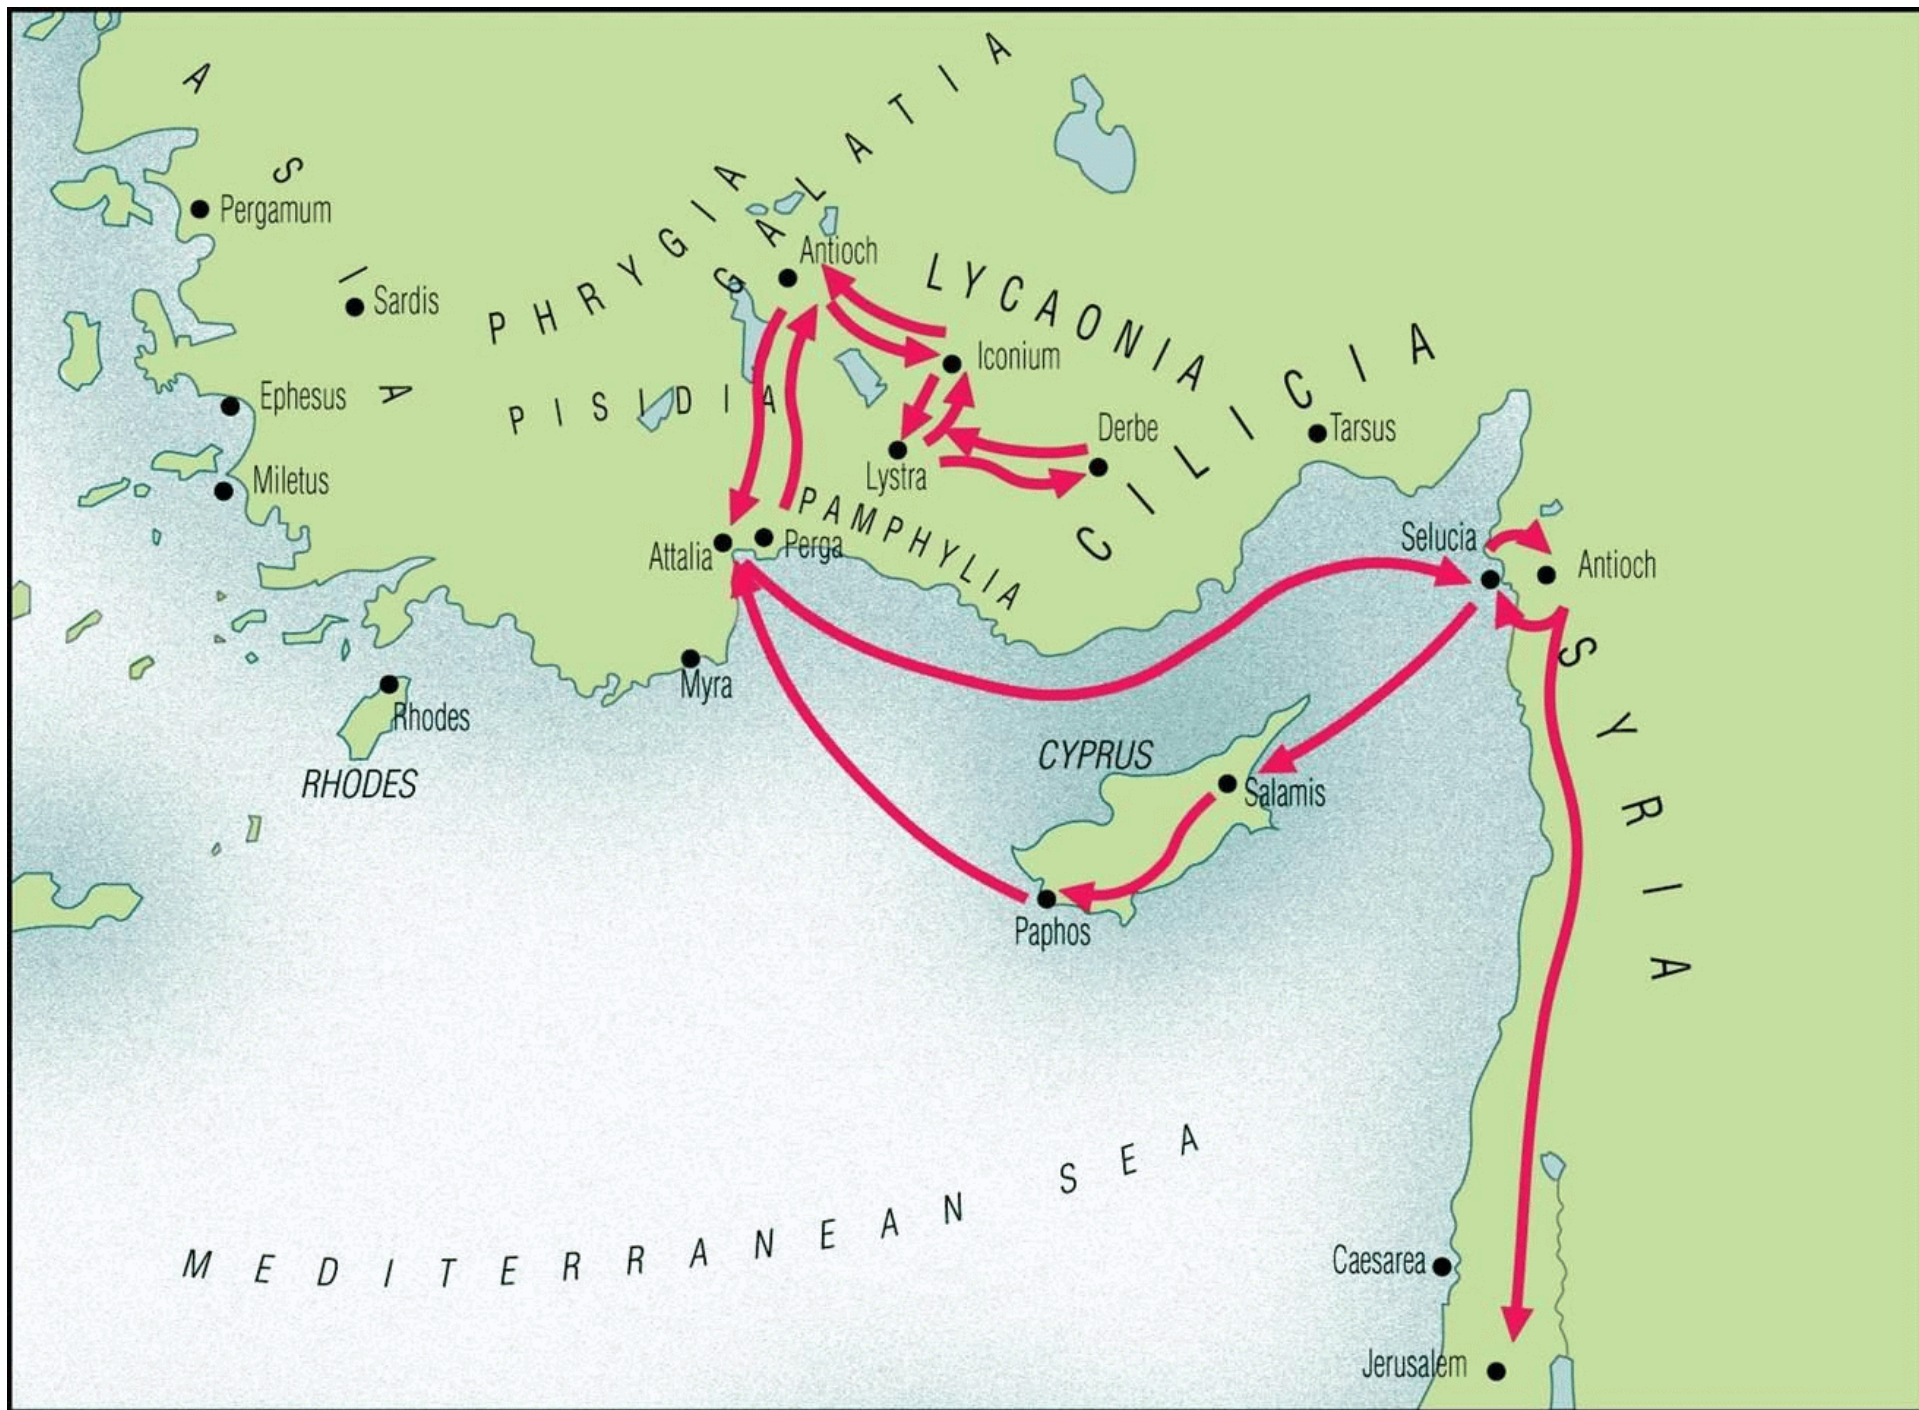 ASIA
GALATIA
PHRYGIA
Pergamum
Antioch
LYCAONIA
Sardis
Iconium
CILICIA
PISIDIA
Ephesus
Derbe
Tarsus
Lystra
Miletus
PAMPHYLIA
Attalia
Perga
Selucia
Antioch
SYRIA
Myra
Rhodes
RHODES
CYPRUS
Salamis
Paphos
MEDITERRANEAN SEA
Caesarea
Jerusalem